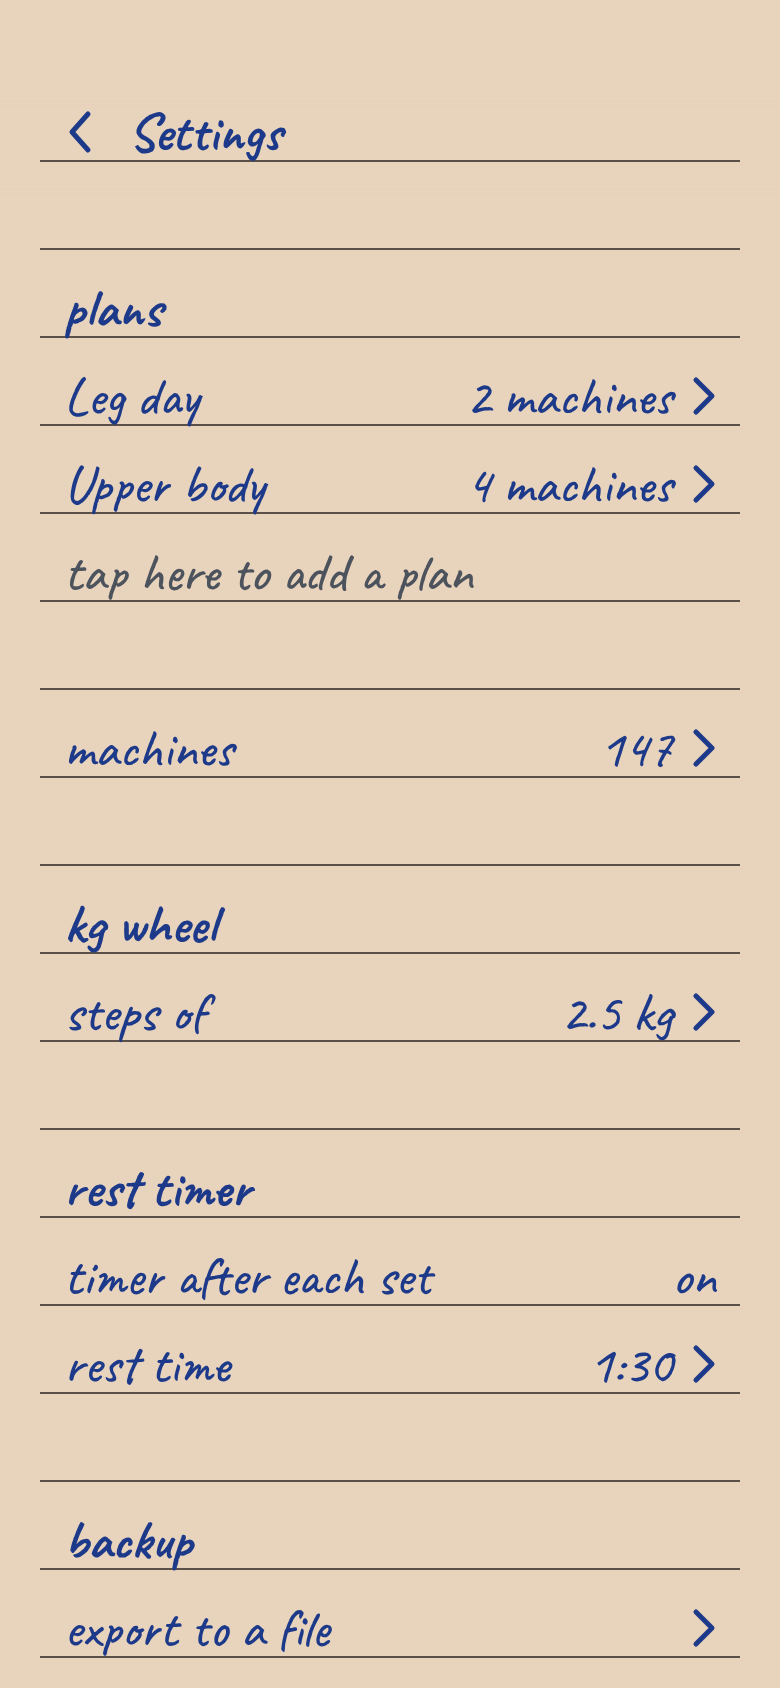 Settings
plans
Leg day 2 machines
Upper body 4 machines
tap here to add a plan
machines 147
kg wheel
steps of 2.5 kg
rest timer
timer after each set on
rest time 1:30
backup
export to a file